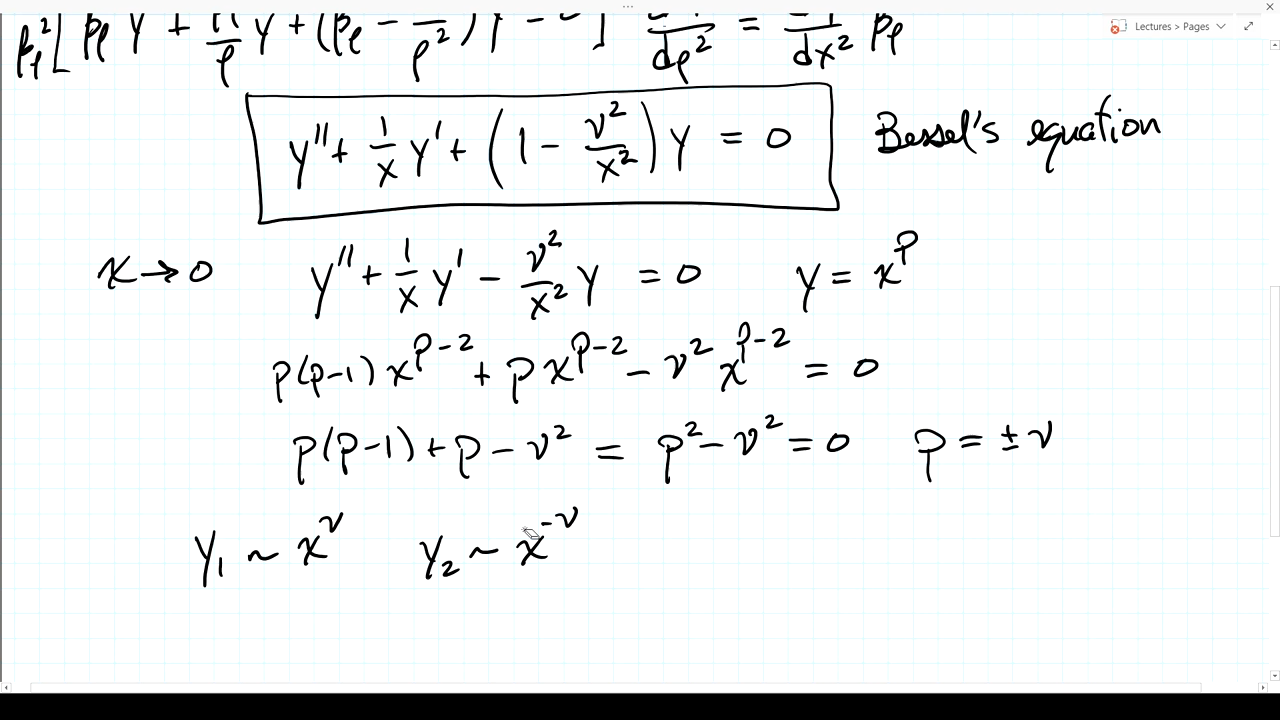 Lectures > Pages
y'' + 1/x y' + (1 - ν²/x²) y = 0 Bessel's equation
x → 0 y'' + 1/x y' - ν²/x² y = 0 y = x^p
p(p-1) x^{p-2} + p x^{p-2} - ν² x^{p-2} = 0
p(p-1) + p - ν² = p² - ν² = 0 p = ± ν
y₁ ~ x^ν y₂ ~ x^{-ν}